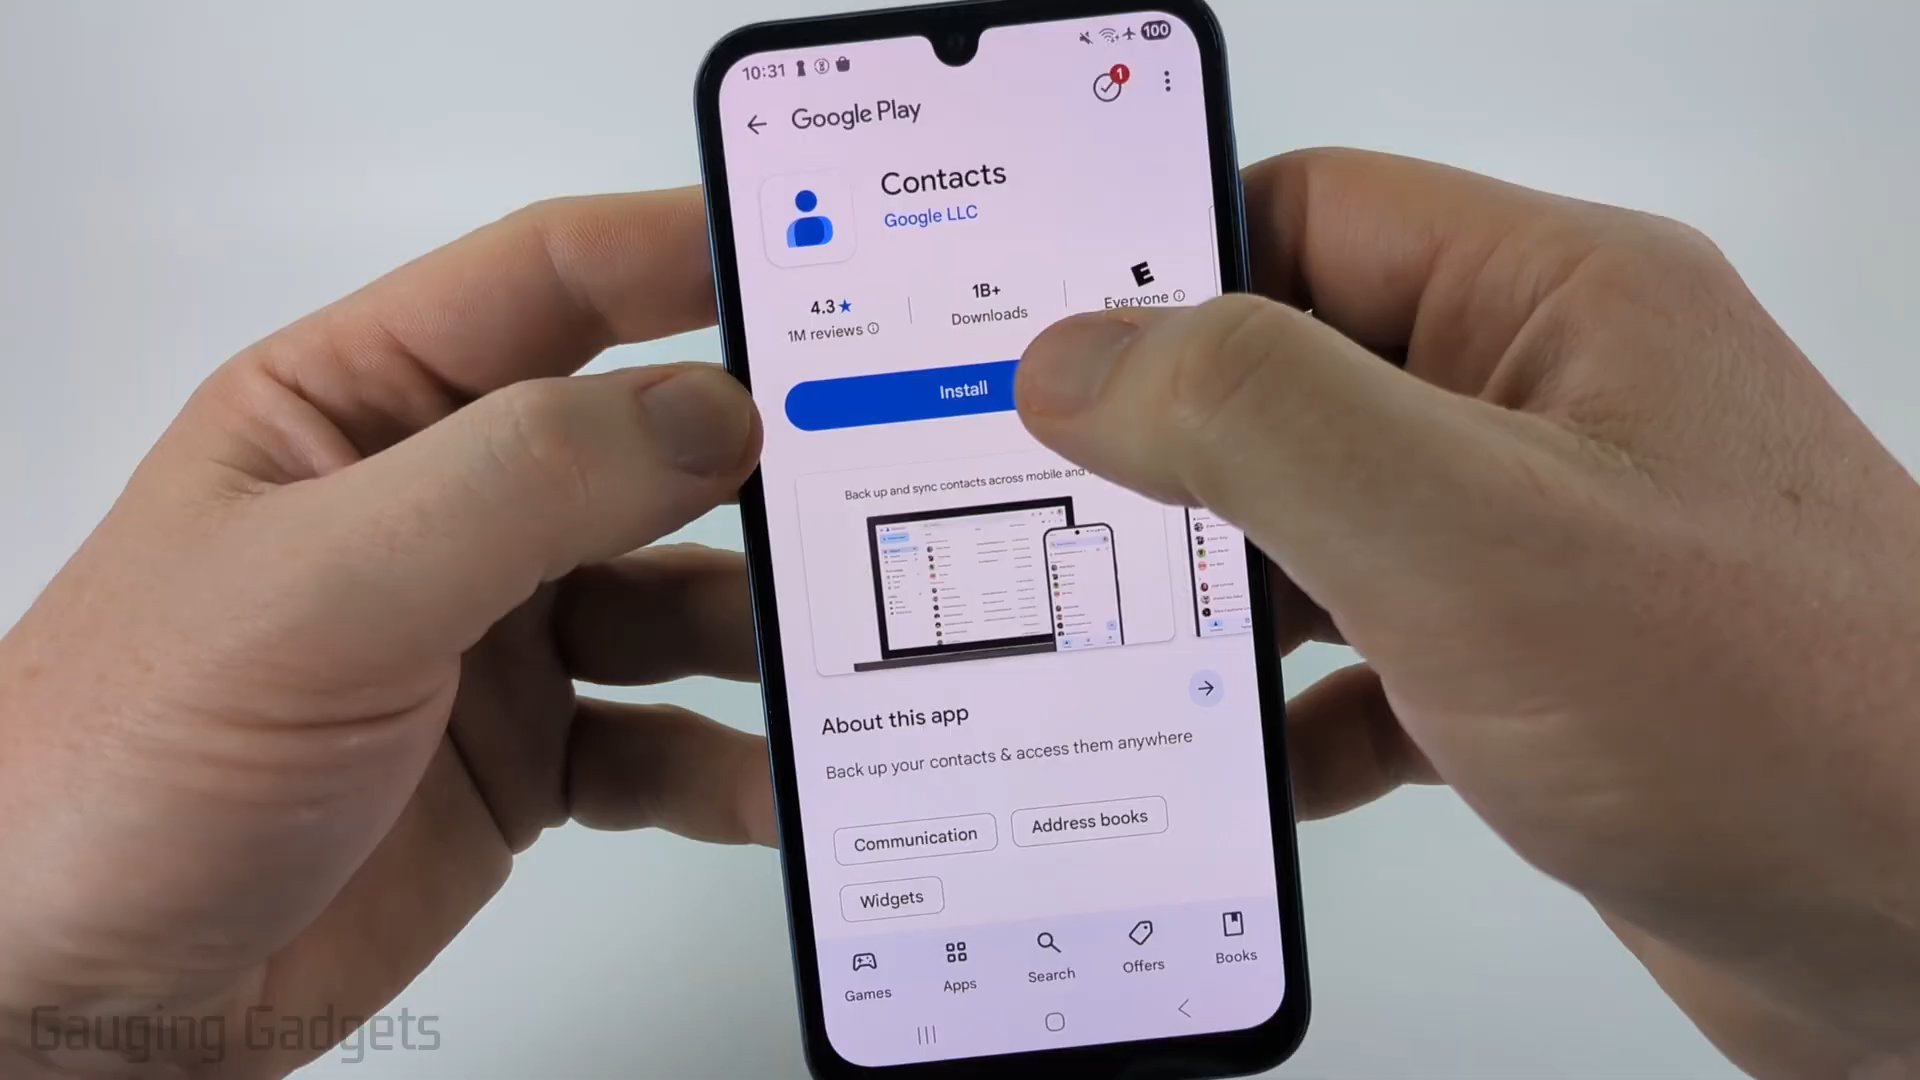 10:31
100
Google Play
1
Contacts
Google LLC
4.3★
1M reviews
1B+
Downloads
E
Everyone
Install
Back up and sync contacts across mobile and
About this app
Back up your contacts & access them anywhere
Communication
Address books
Widgets
Games
Apps
Search
Offers
Books
Gauging Gadgets